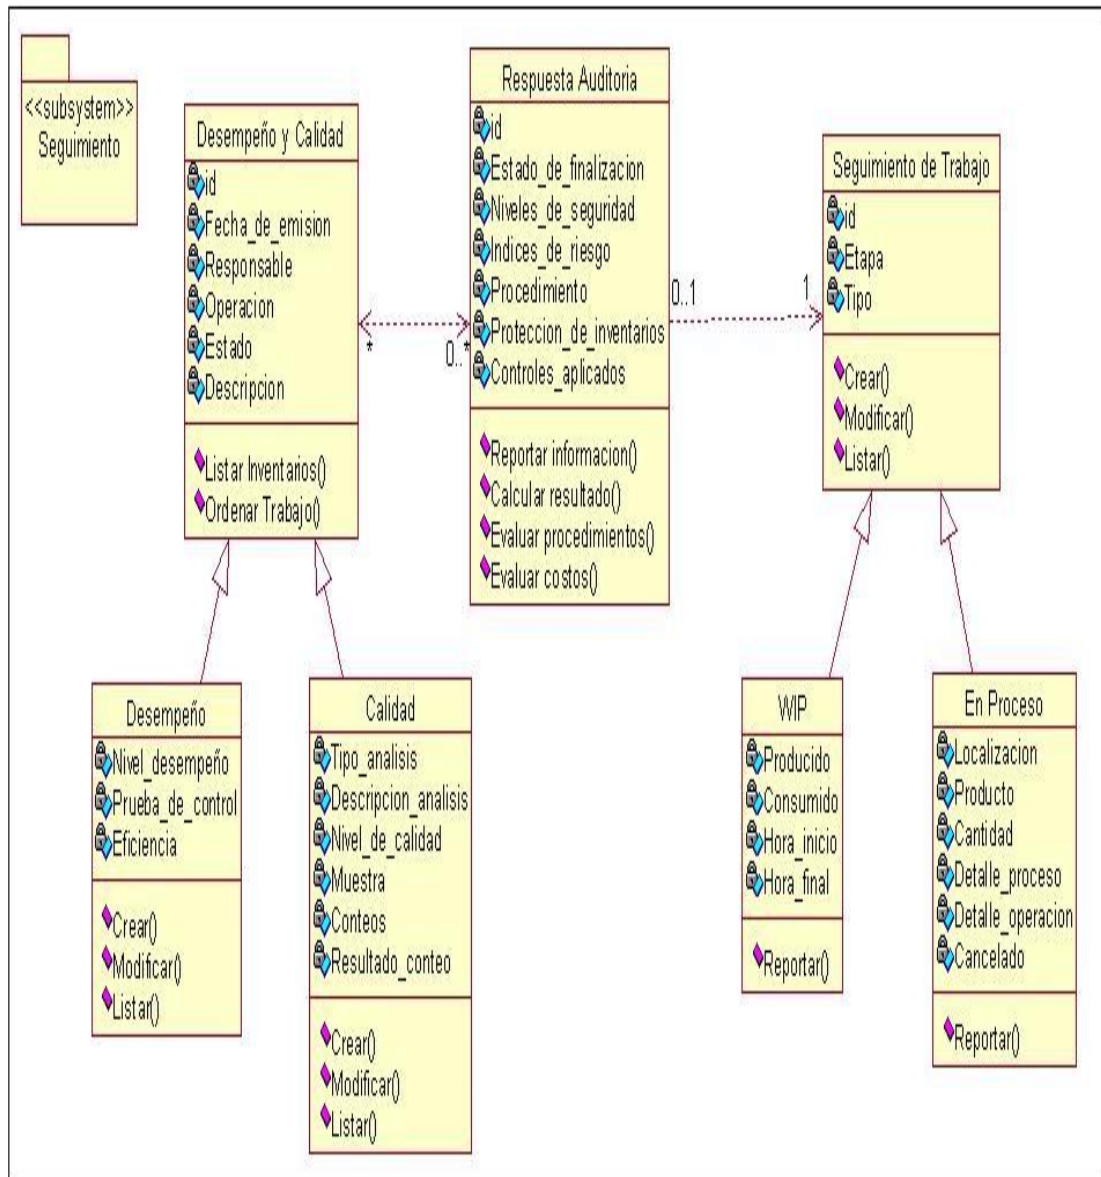 <<subsystem>>
Seguimiento
Desempeño y Calidad
id
Fecha_de_emision
Responsable
Operacion
Estado
Descripcion
Listar Inventarios()
Ordenar Trabajo()
*
0..*
Respuesta Auditoria
id
Estado_de_finalizacion
Niveles_de_seguridad
Indices_de_riesgo
Procedimiento
Proteccion_de_inventarios
Controles_aplicados
Reportar informacion()
Calcular resultado()
Evaluar procedimientos()
Evaluar costos()
0..1
1
Seguimiento de Trabajo
id
Etapa
Tipo
Crear()
Modificar()
Listar()
Desempeño
Nivel_desempeño
Prueba_de_control
Eficiencia
Crear()
Modificar()
Listar()
Calidad
Tipo_analisis
Descripcion_analisis
Nivel_de_calidad
Muestra
Conteos
Resultado_conteo
Crear()
Modificar()
Listar()
WIP
Producido
Consumido
Hora_inicio
Hora_final
Reportar()
En Proceso
Localizacion
Producto
Cantidad
Detalle_proceso
Detalle_operacion
Cancelado
Reportar()